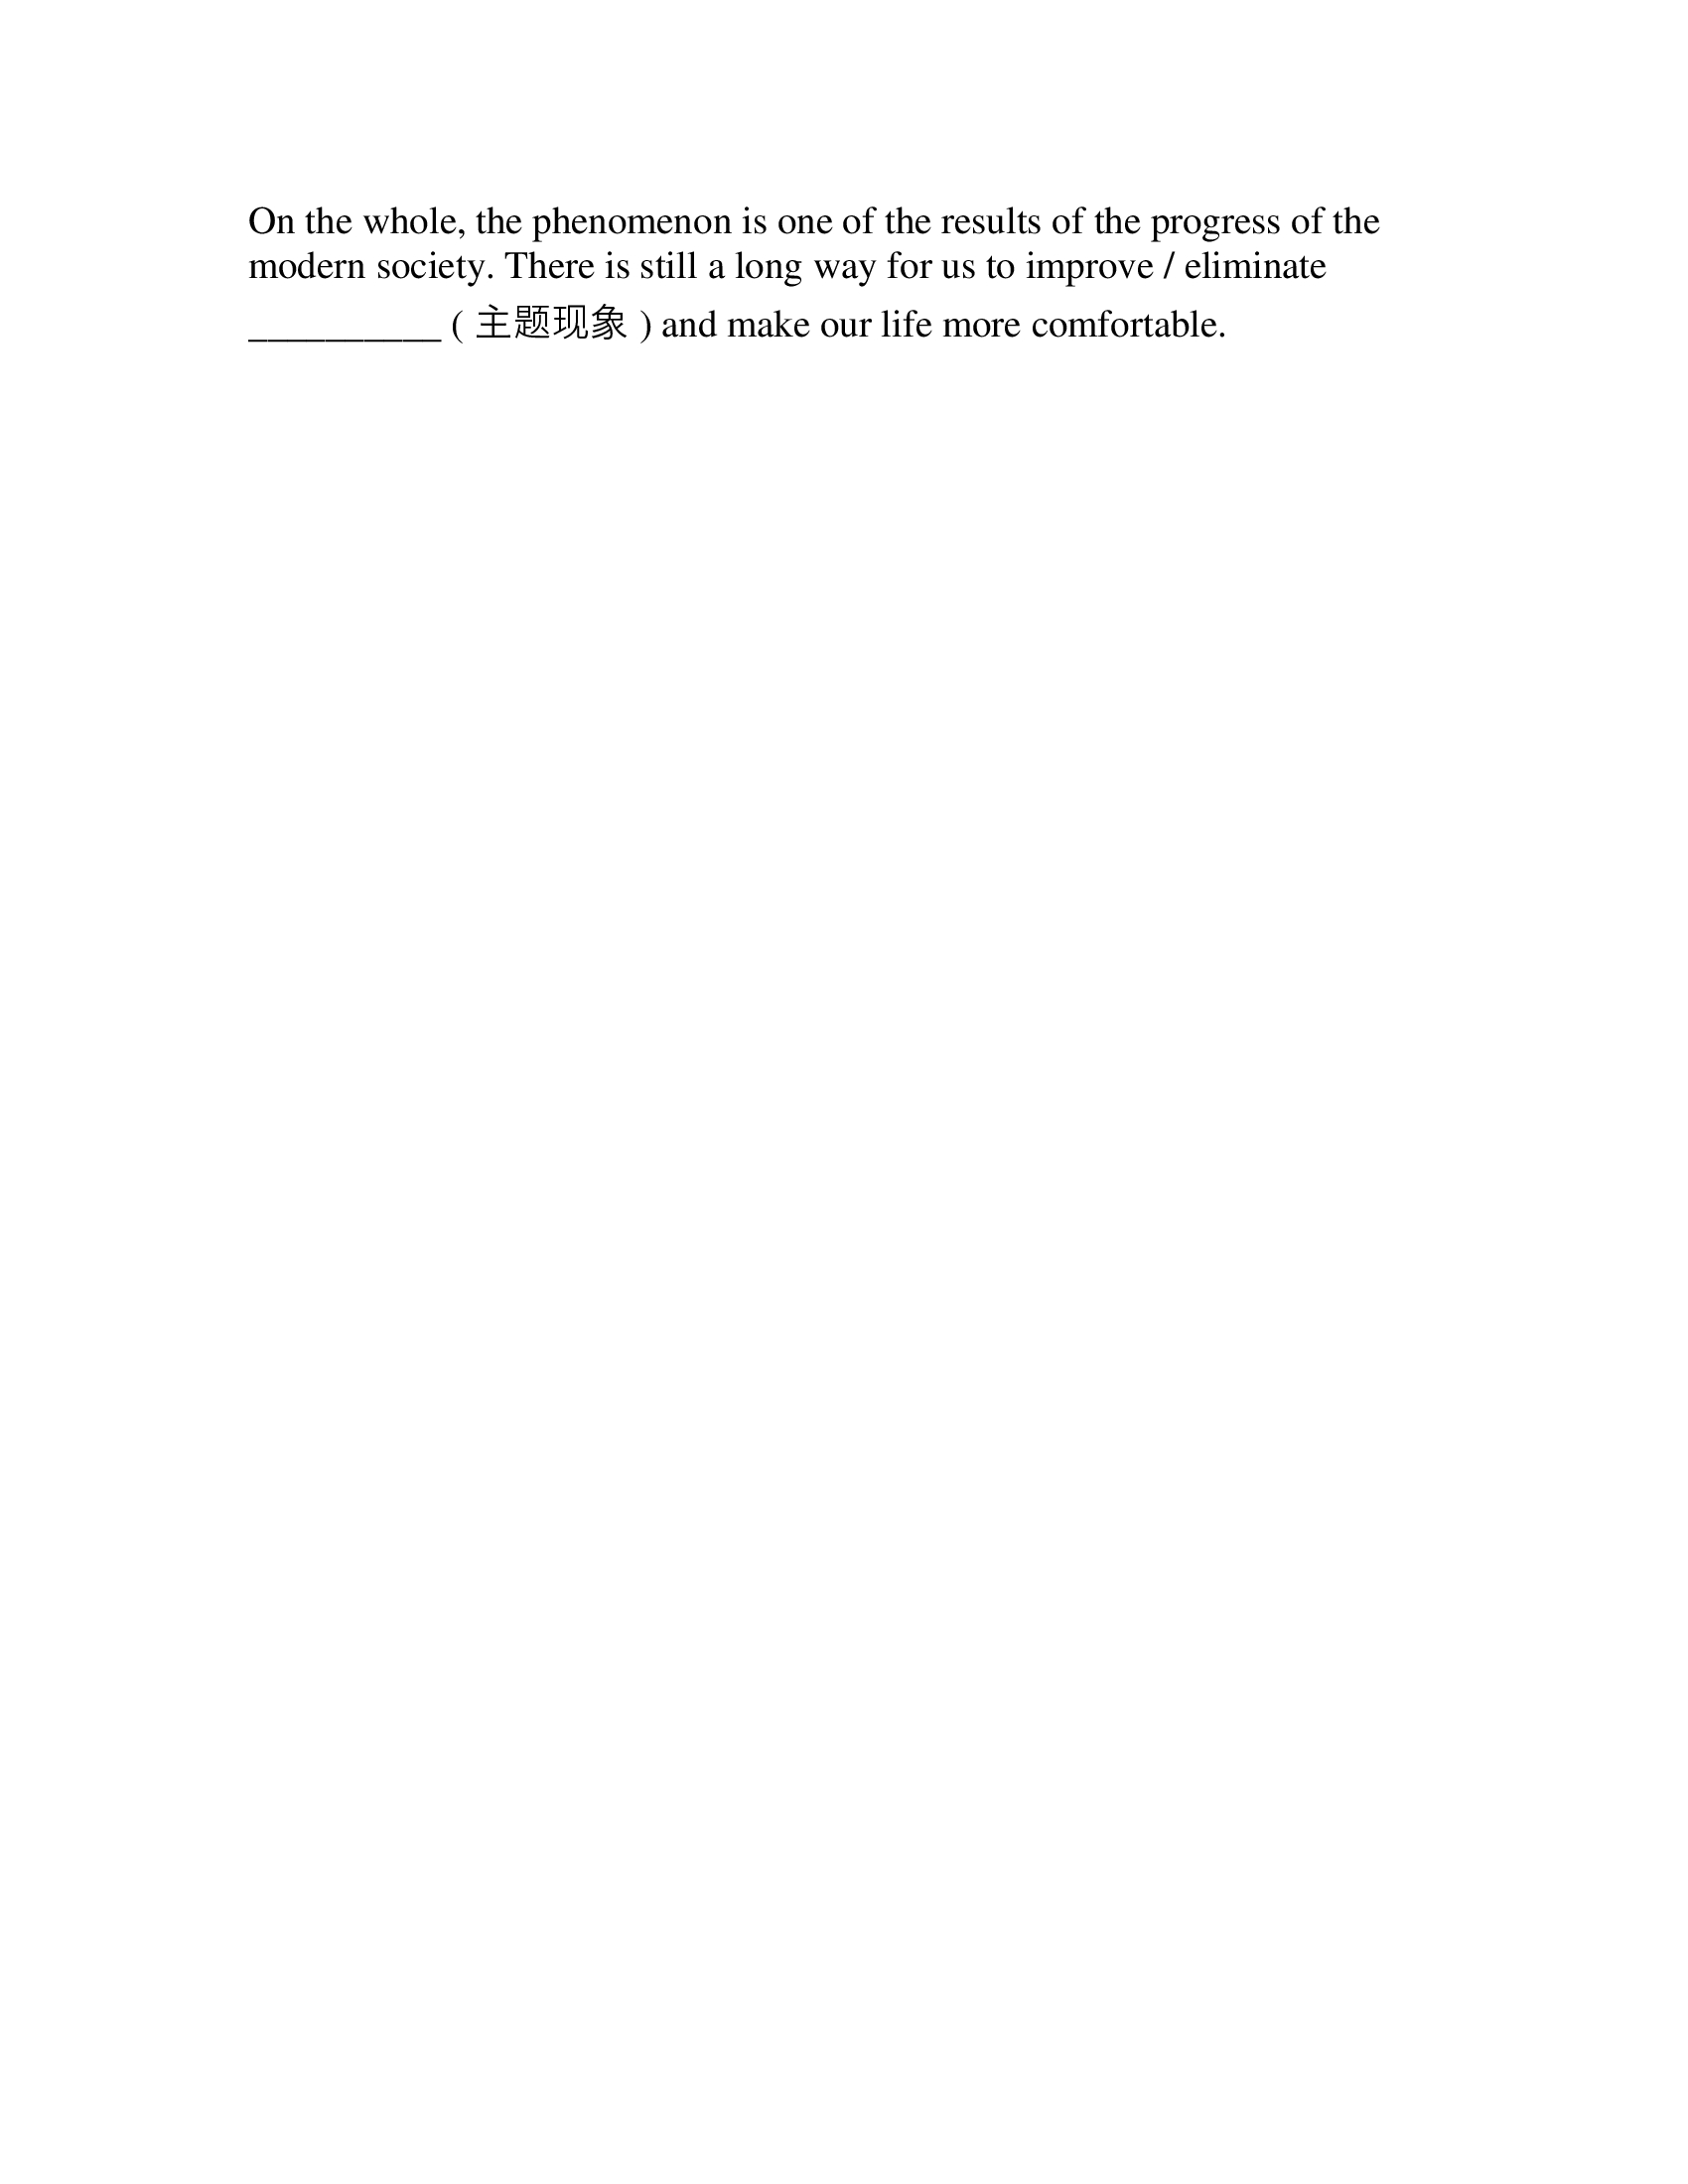 On the whole, the phenomenon is one of the results of the progress of the
modern society. There is still a long way for us to improve / eliminate
__________ ( 主题现象 ) and make our life more comfortable.